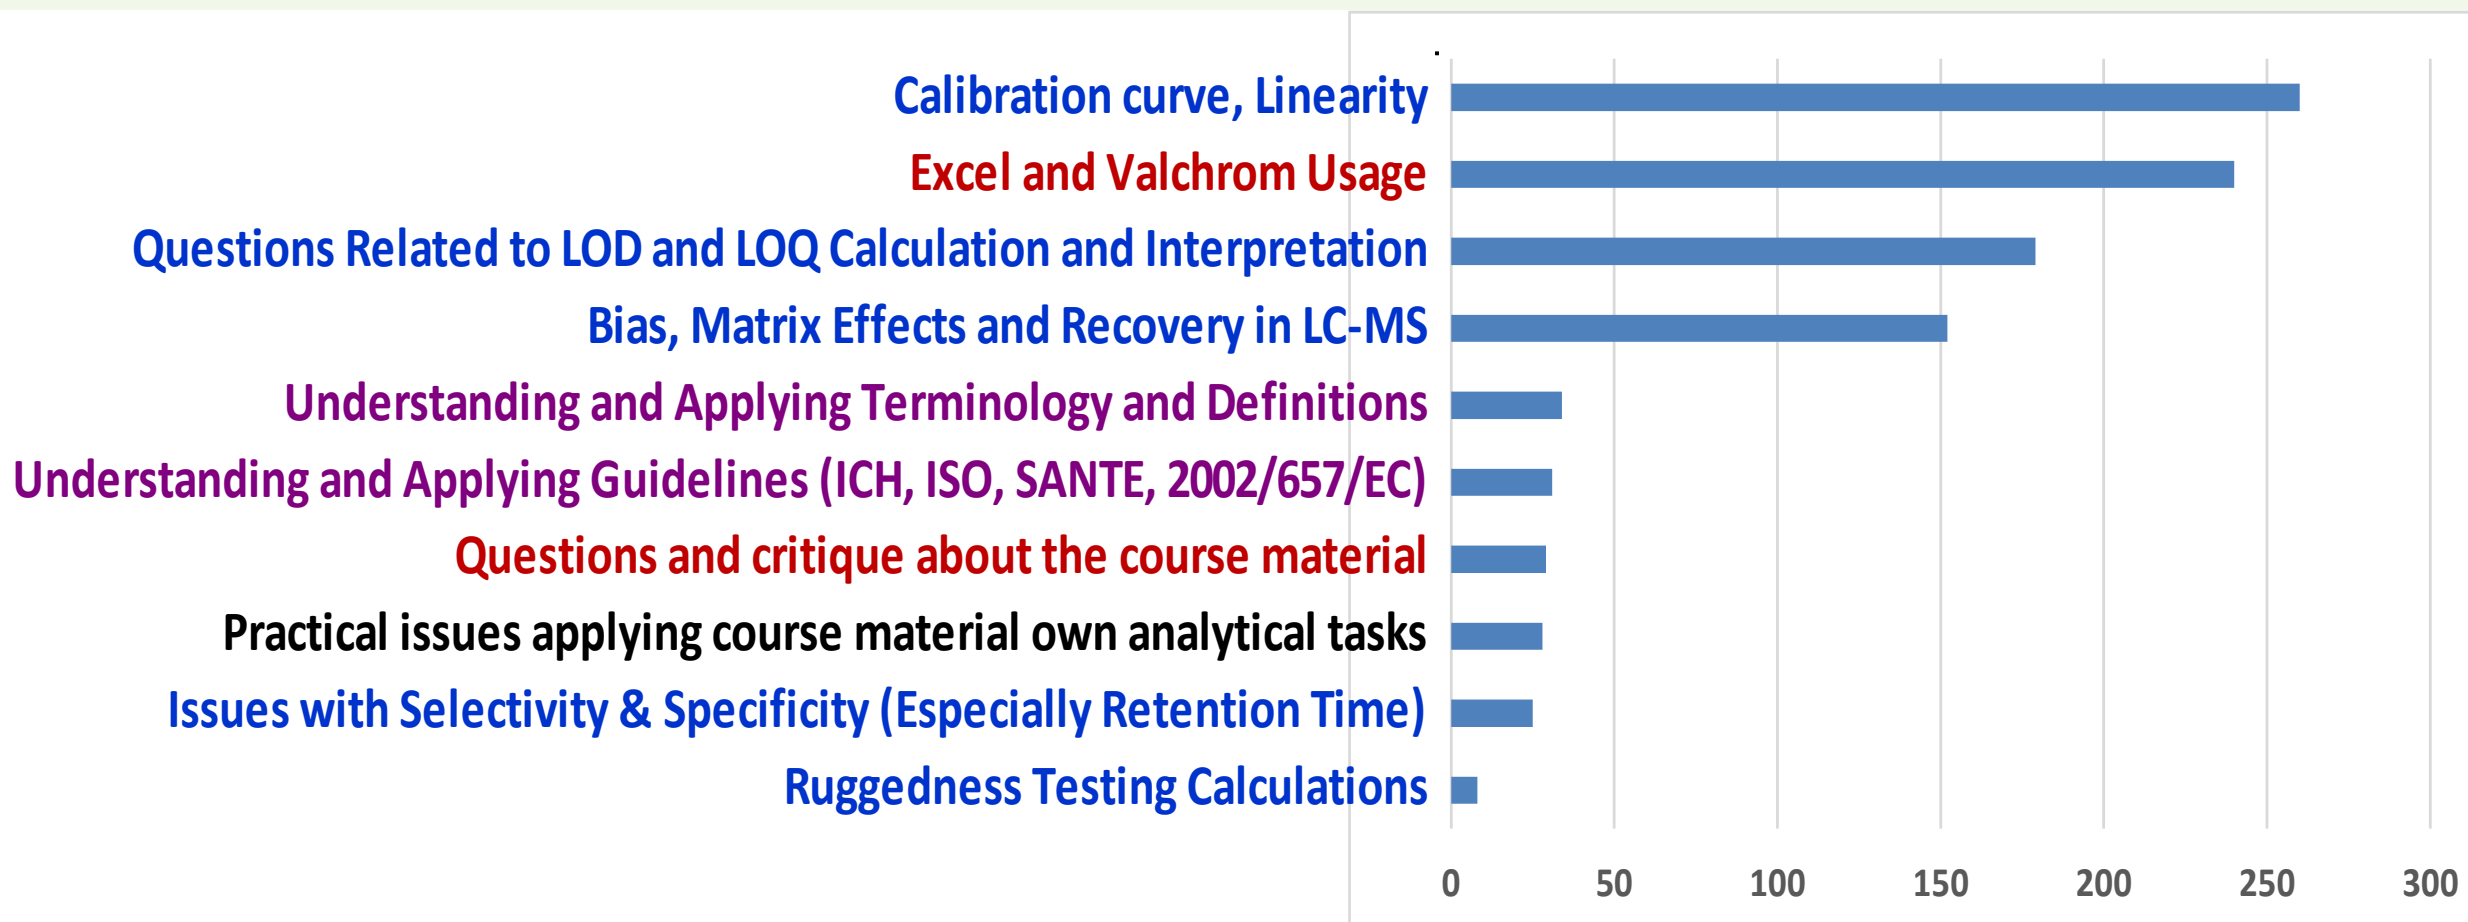 Calibration curve, Linearity
Excel and Valchrom Usage
Questions Related to LOD and LOQ Calculation and Interpretation
Bias, Matrix Effects and Recovery in LC-MS
Understanding and Applying Terminology and Definitions
Understanding and Applying Guidelines (ICH, ISO, SANTE, 2002/657/EC)
Questions and critique about the course material
Practical issues applying course material own analytical tasks
Issues with Selectivity & Specificity (Especially Retention Time)
Ruggedness Testing Calculations
0 50 100 150 200 250 300